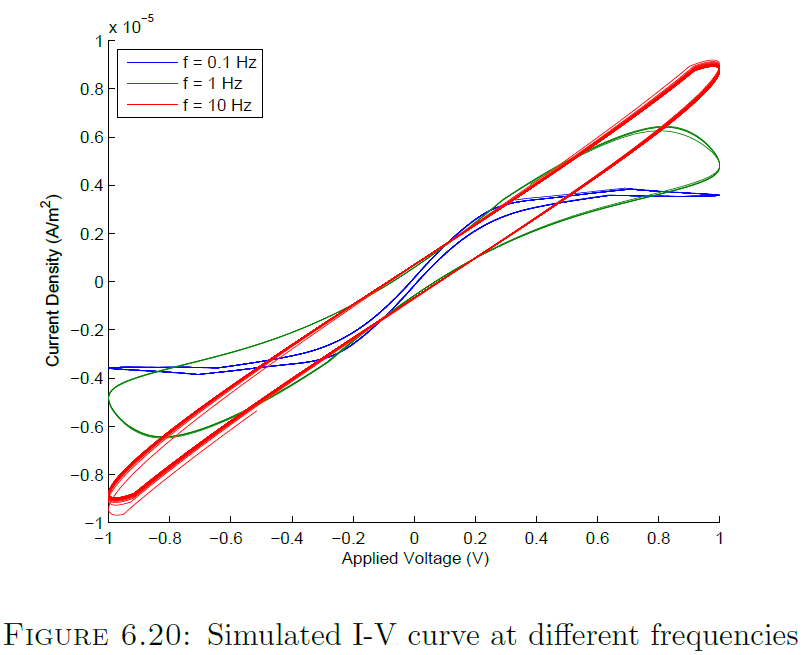 x 10⁻⁵
f = 0.1 Hz
f = 1 Hz
f = 10 Hz
Current Density (A/m²)
1
0.8
0.6
0.4
0.2
0
−0.2
−0.4
−0.6
−0.8
−1
−1 −0.8 −0.6 −0.4 −0.2 0 0.2 0.4 0.6 0.8 1
Applied Voltage (V)
FIGURE 6.20: Simulated I-V curve at different frequencies